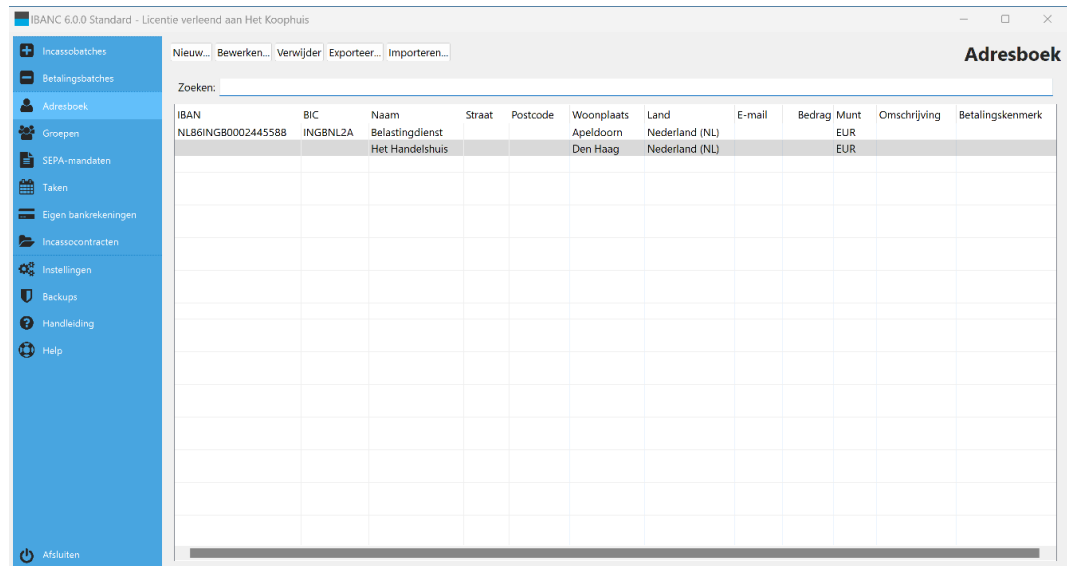 IBANC 6.0.0 Standard - Licentie verleend aan Het Koophuis
Incassobatches
Betalingsbatches
Adresboek
Groepen
SEPA-mandaten
Taken
Eigen bankrekeningen
Incassocontracten
Instellingen
Backups
Handleiding
Help
Afsluiten
Nieuw... Bewerken... Verwijder Exporteer... Importeren...
Adresboek
Zoeken:
IBAN BIC Naam Straat Postcode Woonplaats Land E-mail Bedrag Munt Omschrijving Betalingskenmerk
NL86INGB0002445588 INGBNL2A Belastingdienst Apeldoorn Nederland (NL) EUR
Het Handelshuis Den Haag Nederland (NL) EUR